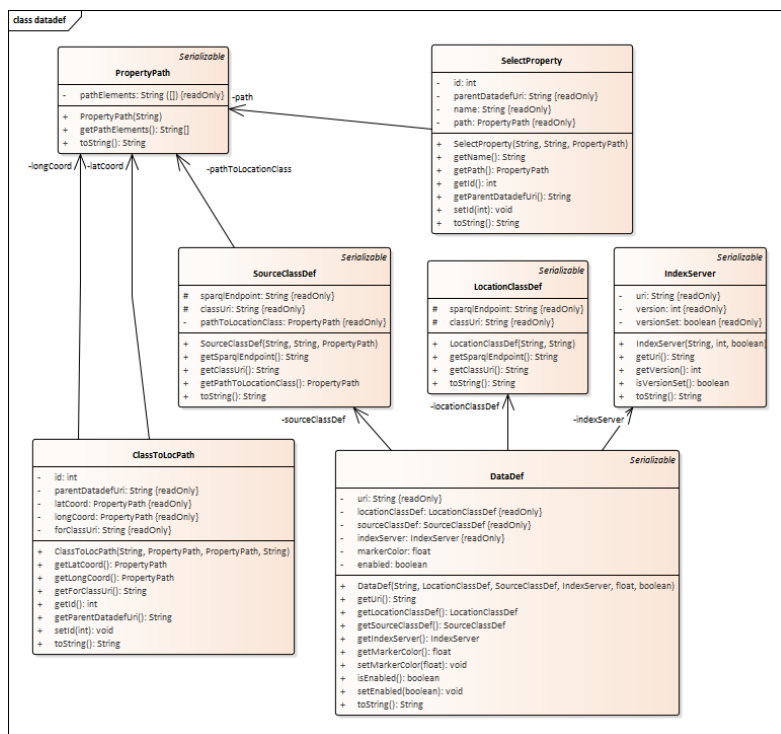 class datadef
Serializable
PropertyPath
- pathElements: String ([]) {readOnly}
+ PropertyPath(String)
+ getPathElements(): String[]
+ toString(): String
SelectProperty
- id: int
- parentDatadefUri: String {readOnly}
- name: String {readOnly}
- path: PropertyPath {readOnly}
+ SelectProperty(String, String, PropertyPath)
+ getName(): String
+ getPath(): PropertyPath
+ getId(): int
+ getParentDatadefUri(): String
+ setId(int): void
+ toString(): String
-path
-longCoord
-latCoord
-pathToLocationClass
Serializable
SourceClassDef
# sparqlEndpoint: String {readOnly}
# classUri: String {readOnly}
- pathToLocationClass: PropertyPath {readOnly}
+ SourceClassDef(String, String, PropertyPath)
+ getSparqlEndpoint(): String
+ getClassUri(): String
+ getPathToLocationClass(): PropertyPath
+ toString(): String
Serializable
LocationClassDef
# sparqlEndpoint: String {readOnly}
# classUri: String {readOnly}
+ LocationClassDef(String, String)
+ getSparqlEndpoint(): String
+ getClassUri(): String
+ toString(): String
Serializable
IndexServer
- uri: String {readOnly}
- version: int {readOnly}
- versionSet: boolean {readOnly}
+ IndexServer(String, int, boolean)
+ getUri(): String
+ getVersion(): int
+ isVersionSet(): boolean
+ toString(): String
-sourceClassDef
-locationClassDef
-indexServer
ClassToLocPath
- id: int
- parentDatadefUri: String {readOnly}
- latCoord: PropertyPath {readOnly}
- longCoord: PropertyPath {readOnly}
- forClassUri: String {readOnly}
+ ClassToLocPath(String, PropertyPath, PropertyPath, String)
+ getLatCoord(): PropertyPath
+ getLongCoord(): PropertyPath
+ getForClassUri(): String
+ getId(): int
+ getParentDatadefUri(): String
+ setId(int): void
+ toString(): String
Serializable
DataDef
- uri: String {readOnly}
- locationClassDef: LocationClassDef {readOnly}
- sourceClassDef: SourceClassDef {readOnly}
- indexServer: IndexServer {readOnly}
- markerColor: float
- enabled: boolean
+ DataDef(String, LocationClassDef, SourceClassDef, IndexServer, float, boolean)
+ getUri(): String
+ getLocationClassDef(): LocationClassDef
+ getSourceClassDef(): SourceClassDef
+ getIndexServer(): IndexServer
+ getMarkerColor(): float
+ setMarkerColor(float): void
+ isEnabled(): boolean
+ setEnabled(boolean): void
+ toString(): String